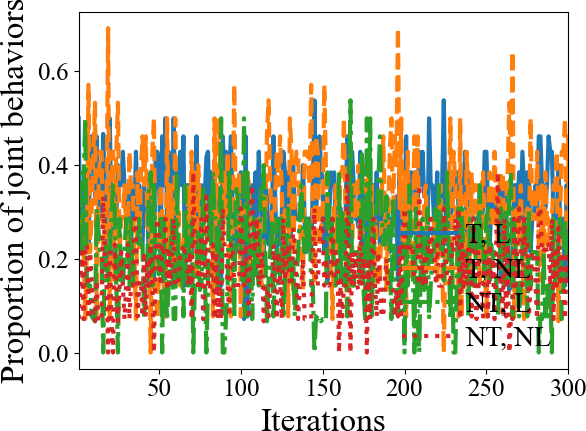 Proportion of joint behaviors
0.6
0.4
0.2
0.0
T, L
T, NL
NT, L
NT, NL
50
100
150
200
250
300
Iterations